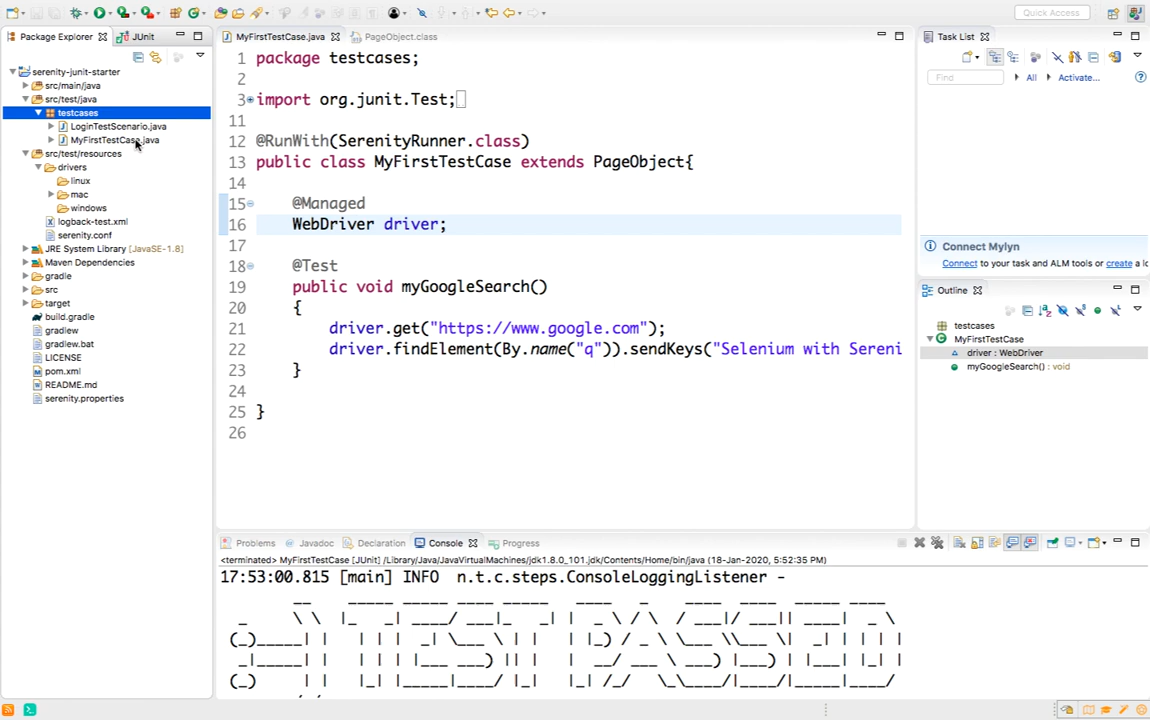 Quick Access
Package Explorer
JUnit
serenity-junit-starter
src/main/java
src/test/java
testcases
LoginTestScenario.java
MyFirstTestCase.java
src/test/resources
drivers
linux
mac
windows
logback-test.xml
serenity.conf
JRE System Library [JavaSE-1.8]
Maven Dependencies
gradle
src
target
build.gradle
gradlew
gradlew.bat
LICENSE
pom.xml
README.md
serenity.properties
MyFirstTestCase.java
PageObject.class
1 package testcases;
2
3 import org.junit.Test;
11
12 @RunWith(SerenityRunner.class)
13 public class MyFirstTestCase extends PageObject{
14
15 @Managed
16 WebDriver driver;
17
18 @Test
19 public void myGoogleSearch()
20 {
21 driver.get("https://www.google.com");
22 driver.findElement(By.name("q")).sendKeys("Selenium with Sereni
23 }
24
25 }
26
Task List
Find
All
Activate...
Connect Mylyn
Connect to your task and ALM tools or create a lo
Outline
testcases
MyFirstTestCase
driver : WebDriver
myGoogleSearch() : void
Problems
Javadoc
Declaration
Console
Progress
<terminated> MyFirstTestCase [JUnit] /Library/Java/JavaVirtualMachines/jdk1.8.0_101.jdk/Contents/Home/bin/java (18-Jan-2020, 5:52:35 PM)
17:53:00.815 [main] INFO n.t.c.steps.ConsoleLoggingListener -
TEST PASSED